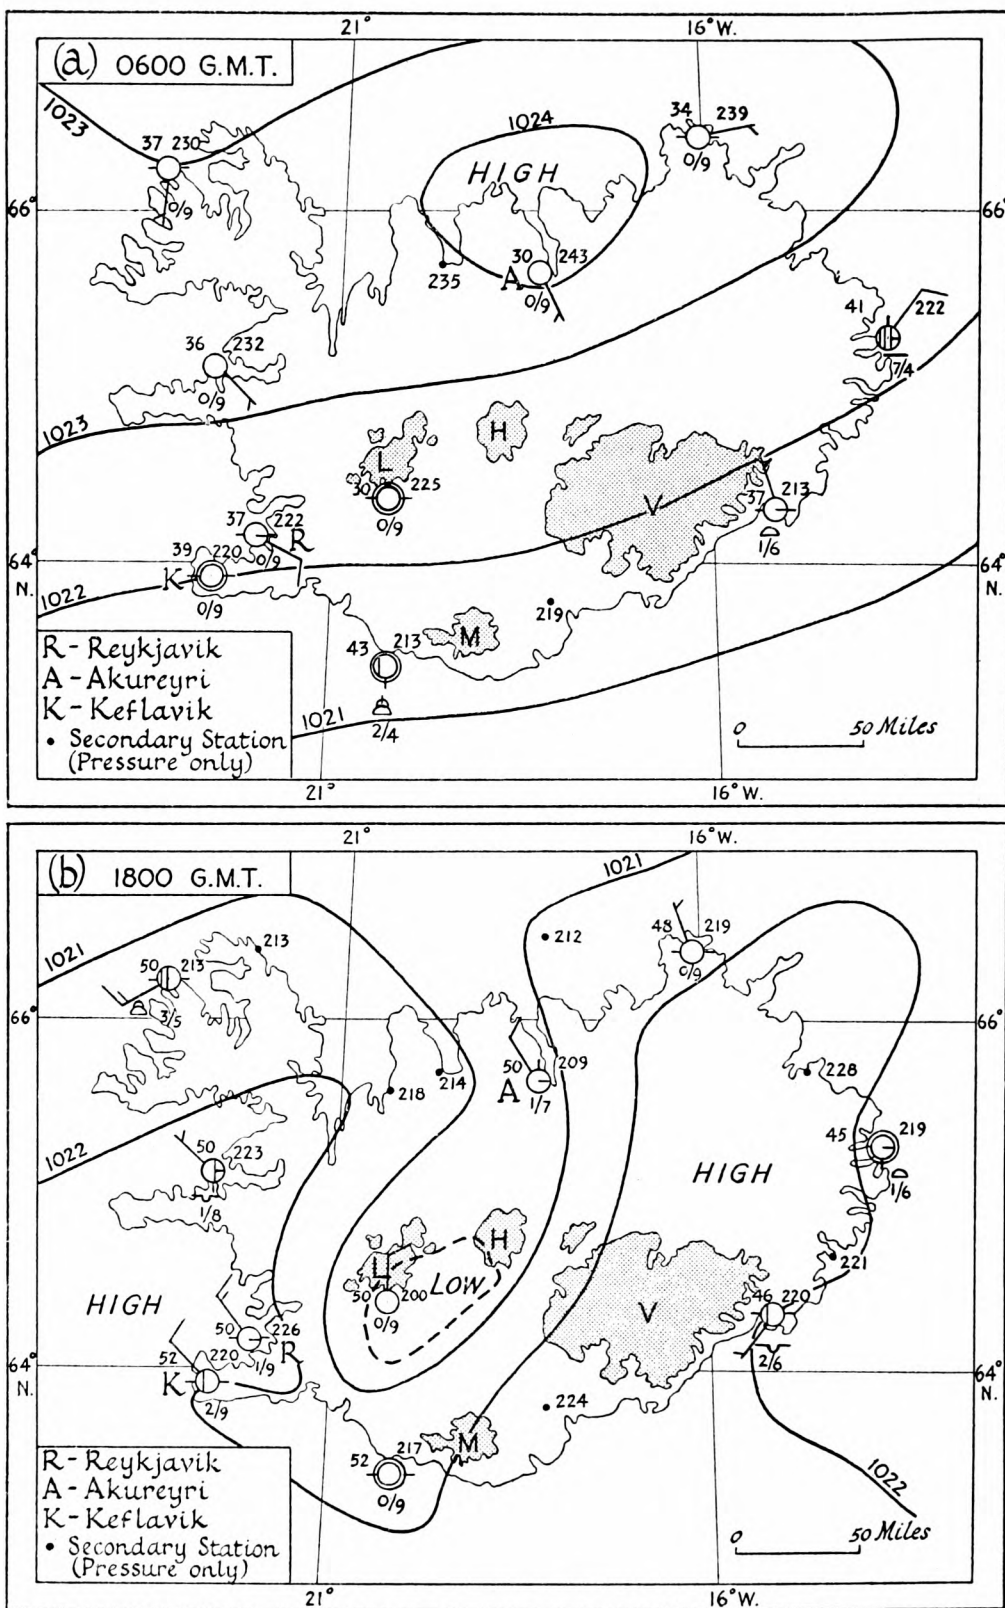 21° 16° W.
(a) 0600 G.M.T.
1023
37 230
0/9
1024
HIGH
34 239
0/9
66° 66°
235
30 243
A
0/9
41 222
7/4
36 232
0/9
1023
H
L
30 225
0/9
V
37 213
1/6
37 222
0/9 R
39 220
K
0/9
64° 64°
N. N.
1022
219
M
43 213
2/4
1021
R - Reykjavik
A - Akureyri
K - Keflavik
• Secondary Station
(Pressure only)
0 50 Miles
21° 16° W.
21° 16° W.
(b) 1800 G.M.T.
1021
1021
213
212
48 219
0/9
50 213
3/5
66° 66°
50 209
A
1/7
214
218
228
1022
50 223
1/8
45 219
1/6
HIGH
H
L
LOW
50 200
0/9
221
V
46 220
2/6
HIGH
50 226
1/9 R
52 220
K
2/9
64° 64°
N. N.
224
M
52 217
0/9
1022
R - Reykjavik
A - Akureyri
K - Keflavik
• Secondary Station
(Pressure only)
0 50 Miles
21° 16° W.